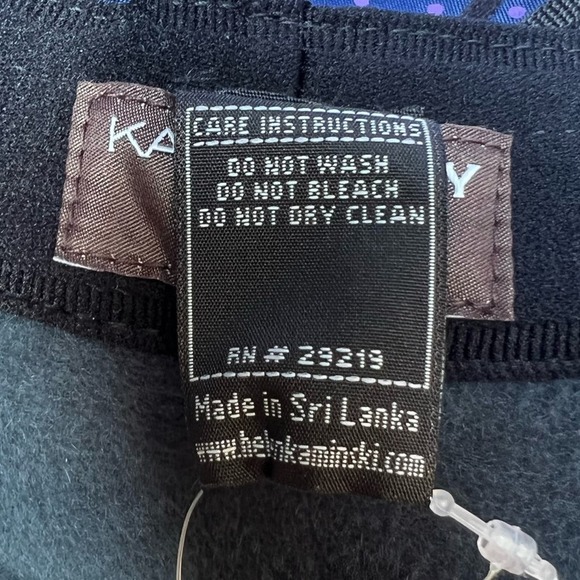 KA Y
CARE INSTRUCTIONS
DO NOT WASH
DO NOT BLEACH
DO NOT DRY CLEAN
RN # 29219
Made in Sri Lanka
www.helenkaminski.com